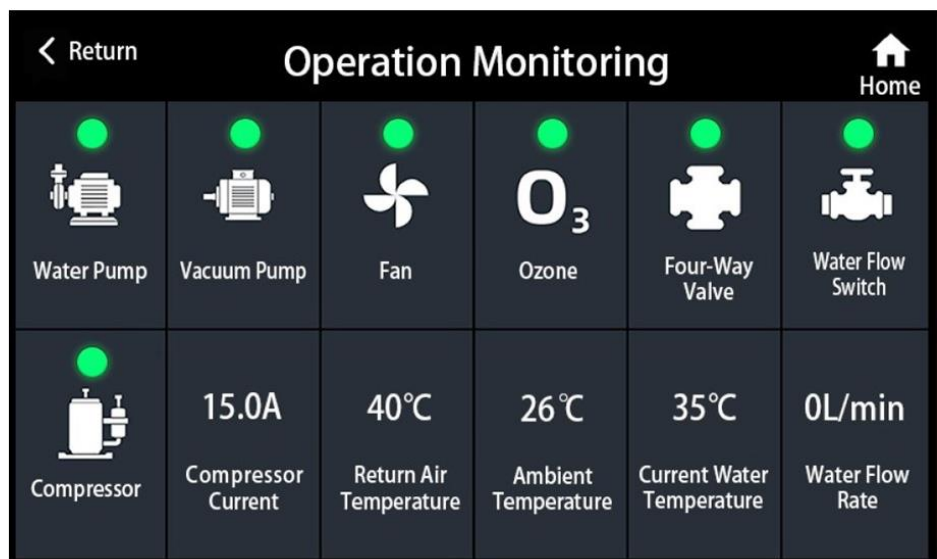 Return
Operation Monitoring
Home
O3
Water Pump
Vacuum Pump
Fan
Ozone
Four-Way
Valve
Water Flow
Switch
15.0A
40°C
26°C
35°C
0L/min
Compressor
Compressor
Current
Return Air
Temperature
Ambient
Temperature
Current Water
Temperature
Water Flow
Rate